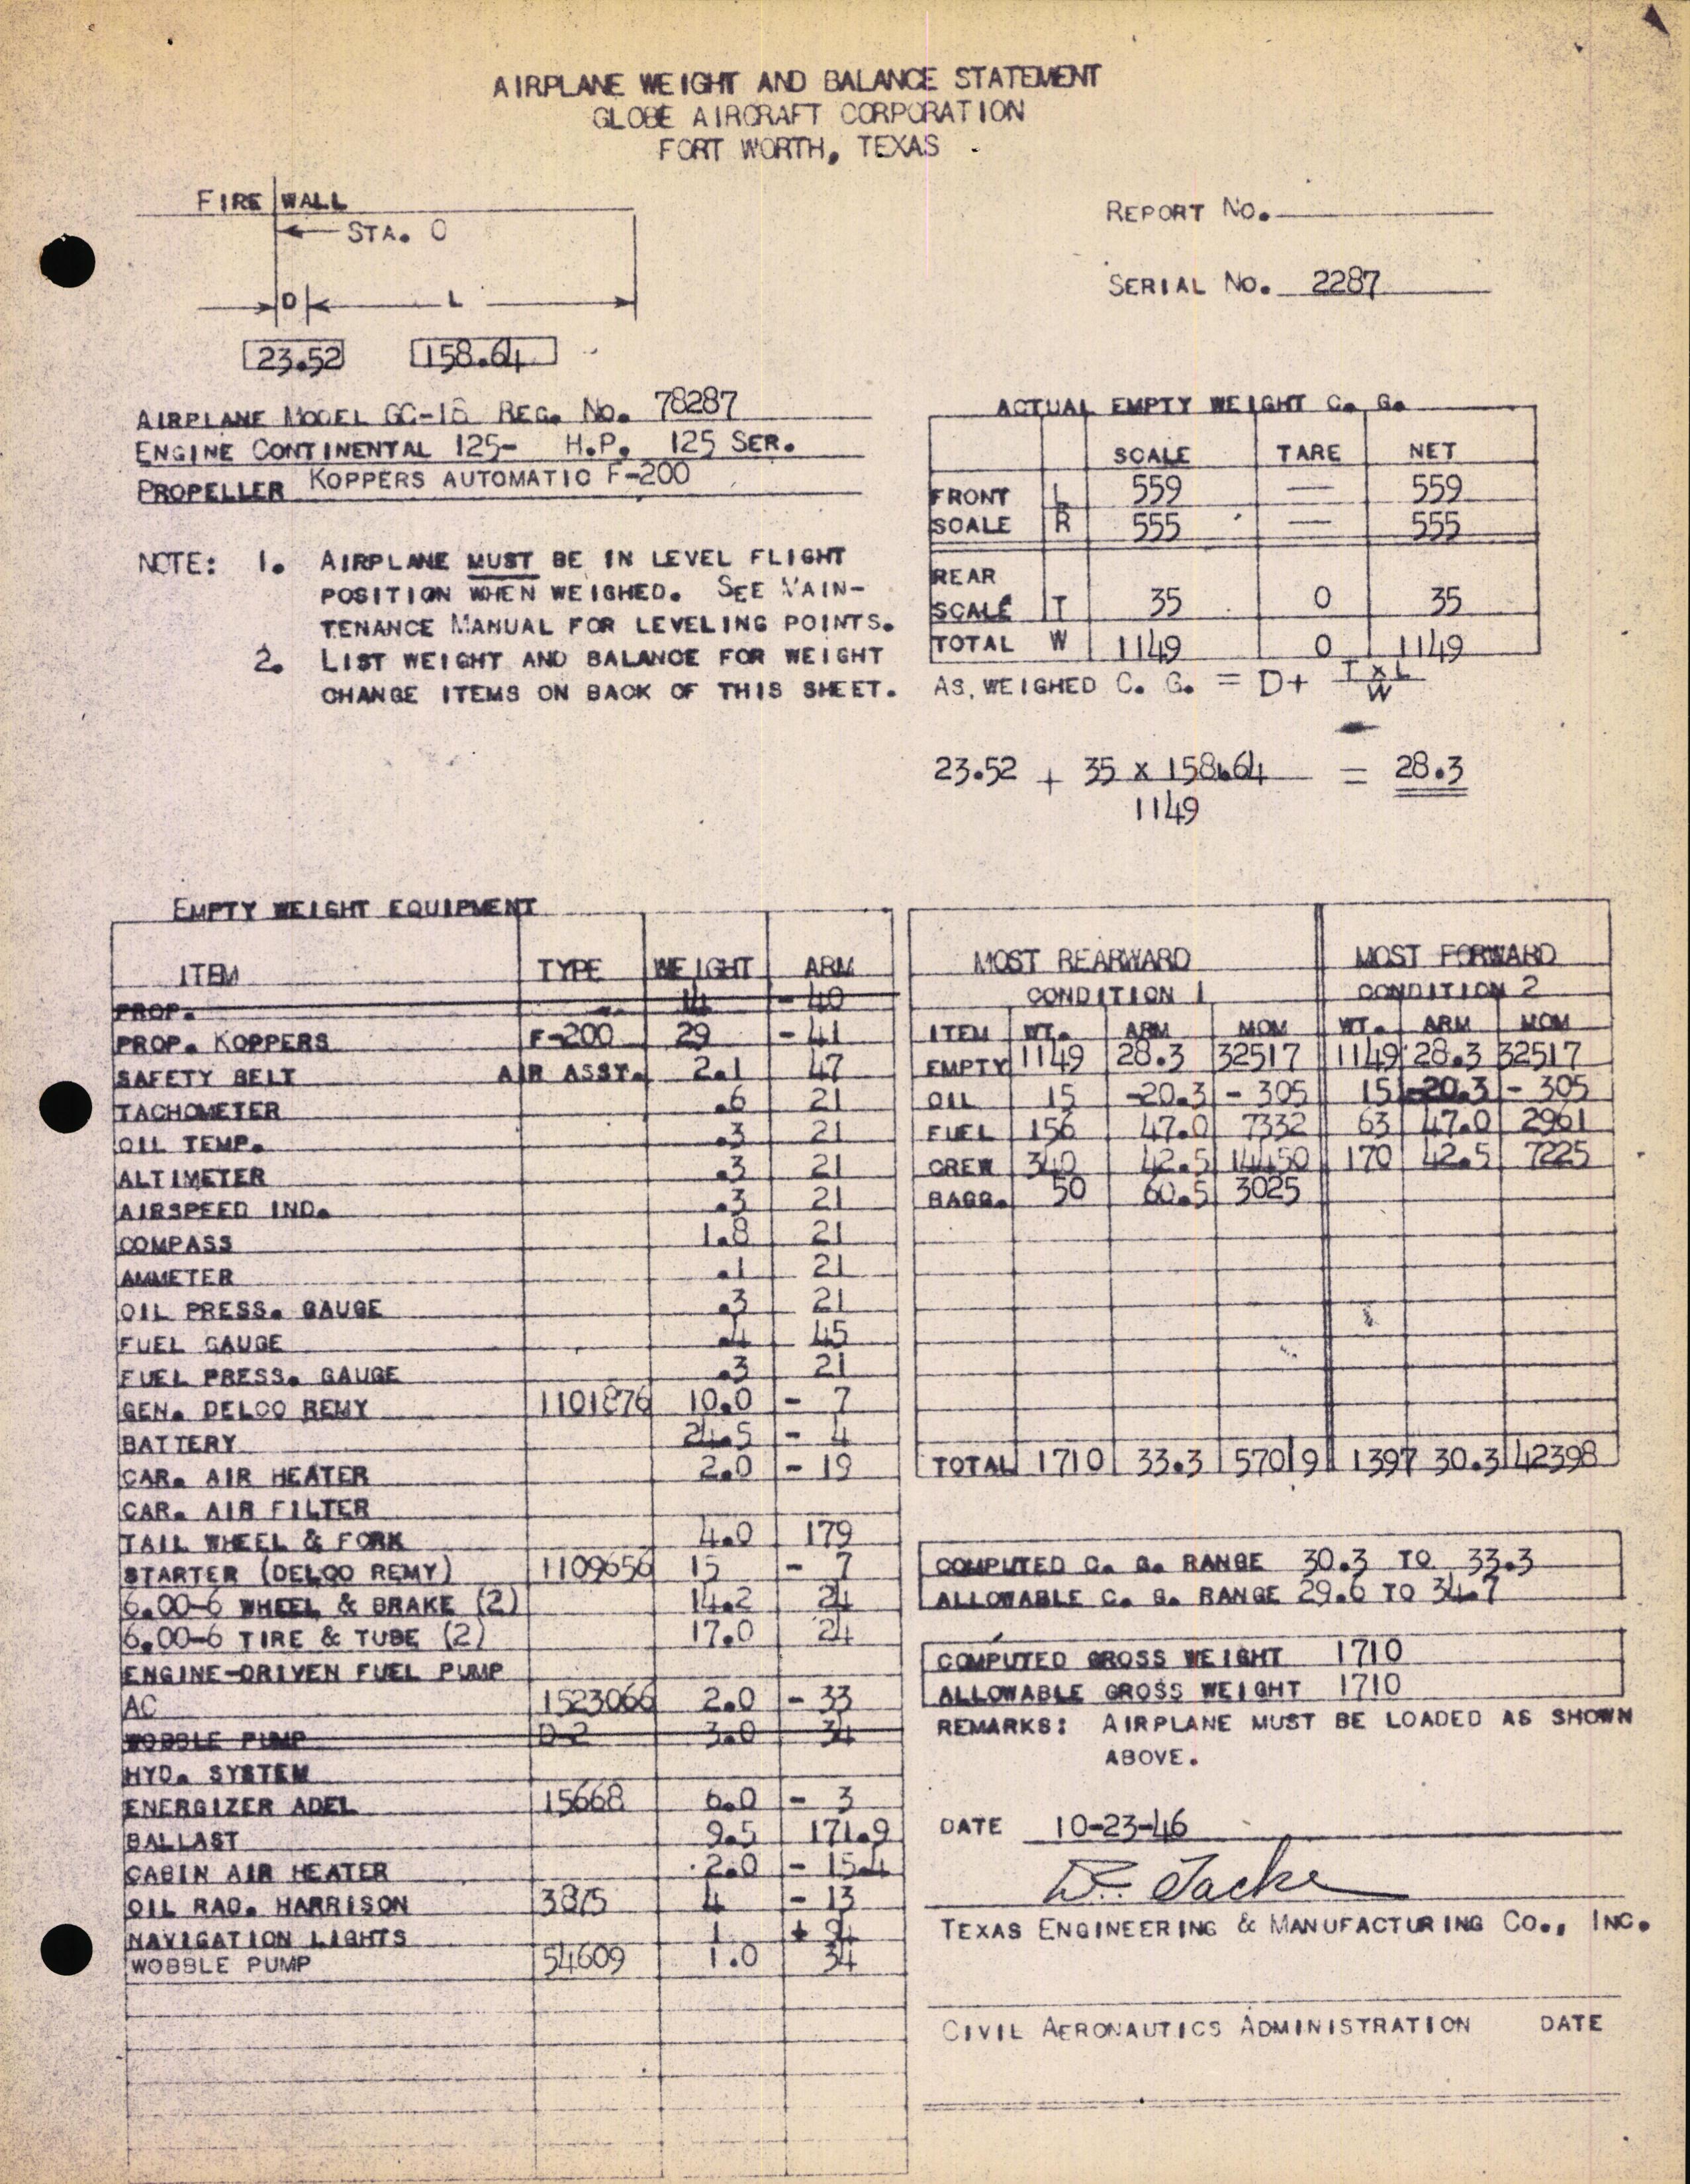 AIRPLANE WEIGHT AND BALANCE STATEMENT
GLOBE AIRCRAFT CORPORATION
FORT WORTH, TEXAS
FIRE WALL
STA. 0
D L
23.52 158.64
REPORT NO.
SERIAL NO. 2287
AIRPLANE MODEL GC-1B REG. NO. 78287
ENGINE CONTINENTAL 125- H.P. 125 SER.
PROPELLER KOPPERS AUTOMATIC F-200
NOTE: 1. AIRPLANE MUST BE IN LEVEL FLIGHT
POSITION WHEN WEIGHED. SEE MAIN-
TENANCE MANUAL FOR LEVELING POINTS.
2. LIST WEIGHT AND BALANCE FOR WEIGHT
CHANGE ITEMS ON BACK OF THIS SHEET.
ACTUAL EMPTY WEIGHT C. G.
SCALE TARE NET
FRONT L 559 — 559
SCALE R 555 — 555
REAR
SCALE T 35 0 35
TOTAL W 1149 0 1149
AS WEIGHED C. G. = D+ T x L
W
23.52 + 35 x 158.64 = 28.3
1149
EMPTY WEIGHT EQUIPMENT
ITEM TYPE WEIGHT ARM
PROP. 14 - 40
PROP. KOPPERS F-200 29 - 41
SAFETY BELT AIR ASST. 2.1 47
TACHOMETER .6 21
OIL TEMP. .3 21
ALTIMETER .3 21
AIRSPEED IND. .3 21
COMPASS 1.8 21
AMMETER .1 21
OIL PRESS. GAUGE .3 21
FUEL GAUGE .4 45
FUEL PRESS. GAUGE .3 21
GEN. DELCO REMY 1101876 10.0 - 7
BATTERY 24.5 - 4
CAR. AIR HEATER 2.0 - 19
CAR. AIR FILTER
TAIL WHEEL & FORK 4.0 179
STARTER (DELCO REMY) 1109656 15 - 7
6.00-6 WHEEL & BRAKE (2) 14.2 24
6.00-6 TIRE & TUBE (2) 17.0 24
ENGINE-DRIVEN FUEL PUMP
AC 1523066 2.0 - 33
WOBBLE PUMP D-2 3.0 34
HYD. SYSTEM
ENERGIZER ADEL 15668 6.0 - 3
BALLAST 9.5 171.9
CABIN AIR HEATER 2.0 - 15.4
OIL RAD. HARRISON 3875 4 - 13
NAVIGATION LIGHTS 1 + 94
WOBBLE PUMP 54609 1.0 34
MOST REARWARD MOST FORWARD
CONDITION 1 CONDITION 2
ITEM WT. ARM MOM WT. ARM MOM
EMPTY 1149 28.3 32517 1149 28.3 32517
OIL 15 -20.3 - 305 15 -20.3 - 305
FUEL 156 47.0 7332 63 47.0 2961
CREW 340 42.5 14450 170 42.5 7225
BAGG. 50 60.5 3025
TOTAL 1710 33.3 57019 1397 30.3 42398
COMPUTED C. G. RANGE 30.3 TO 33.3
ALLOWABLE C. G. RANGE 29.6 TO 34.7
COMPUTED GROSS WEIGHT 1710
ALLOWABLE GROSS WEIGHT 1710
REMARKS: AIRPLANE MUST BE LOADED AS SHOWN
ABOVE.
DATE 10-23-46
TEXAS ENGINEERING & MANUFACTURING CO., INC.
CIVIL AERONAUTICS ADMINISTRATION DATE